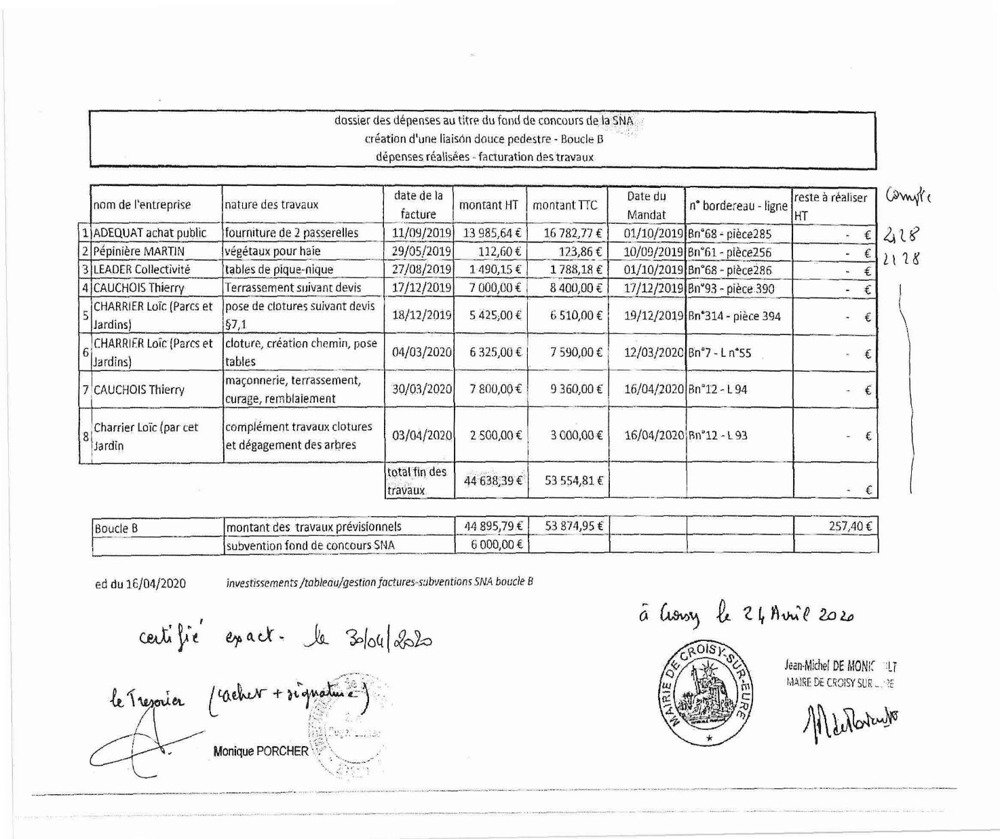 dossier des dépenses au titre du fond de concours de la SNA
création d'une liaison douce pedestre - Boucle B
dépenses réalisées - facturation des travaux
nom de l'entreprise nature des travaux date de la facture montant HT montant TTC Date du Mandat n° bordereau - ligne reste à réaliser HT Compte
1 ADEQUAT achat public fourniture de 2 passerelles 11/09/2019 13 985,64 € 16 782,77 € 01/10/2019 Bn°68 - pièce285 - € 2128
2 Pépinière MARTIN végétaux pour haie 29/05/2019 112,60 € 123,86 € 10/09/2019 Bn°61 - pièce256 - € 2128
3 LEADER Collectivité tables de pique-nique 27/08/2019 1 490,15 € 1 788,18 € 01/10/2019 Bn°68 - pièce286 - €
4 CAUCHOIS Thierry Terrassement suivant devis 17/12/2019 7 000,00 € 8 400,00 € 17/12/2019 Bn°93 - pièce 390 - €
5 CHARRIER Loïc (Parcs et Jardins) pose de clotures suivant devis §7,1 18/12/2019 5 425,00 € 6 510,00 € 19/12/2019 Bn°314 - pièce 394 - €
6 CHARRIER Loïc (Parcs et Jardins) cloture, création chemin, pose tables 04/03/2020 6 325,00 € 7 590,00 € 12/03/2020 Bn°7 - L n°55 - €
7 CAUCHOIS Thierry maçonnerie, terrassement, curage, remblaiement 30/03/2020 7 800,00 € 9 360,00 € 16/04/2020 Bn°12 - L 94 - €
8 Charrier Loïc (par cet Jardin complément travaux clotures et dégagement des arbres 03/04/2020 2 500,00 € 3 000,00 € 16/04/2020 Bn°12 - L 93 - €
total fin des travaux 44 638,39 € 53 554,81 € - €
Boucle B montant des travaux prévisionnels 44 895,79 € 53 874,95 € 257,40 €
subvention fond de concours SNA 6 000,00 €
ed du 16/04/2020 investissements /tableau/gestion factures-subventions SNA boucle B
à Croisy le 24 Avril 2020
certifié exact. le 30/04/2020
MAIRIE DE CROISY-SUR-EURE
Jean-Michel DE MONIC LT
MAIRE DE CROISY SUR RE
le Tresorier (cachet + signature)
Monique PORCHER